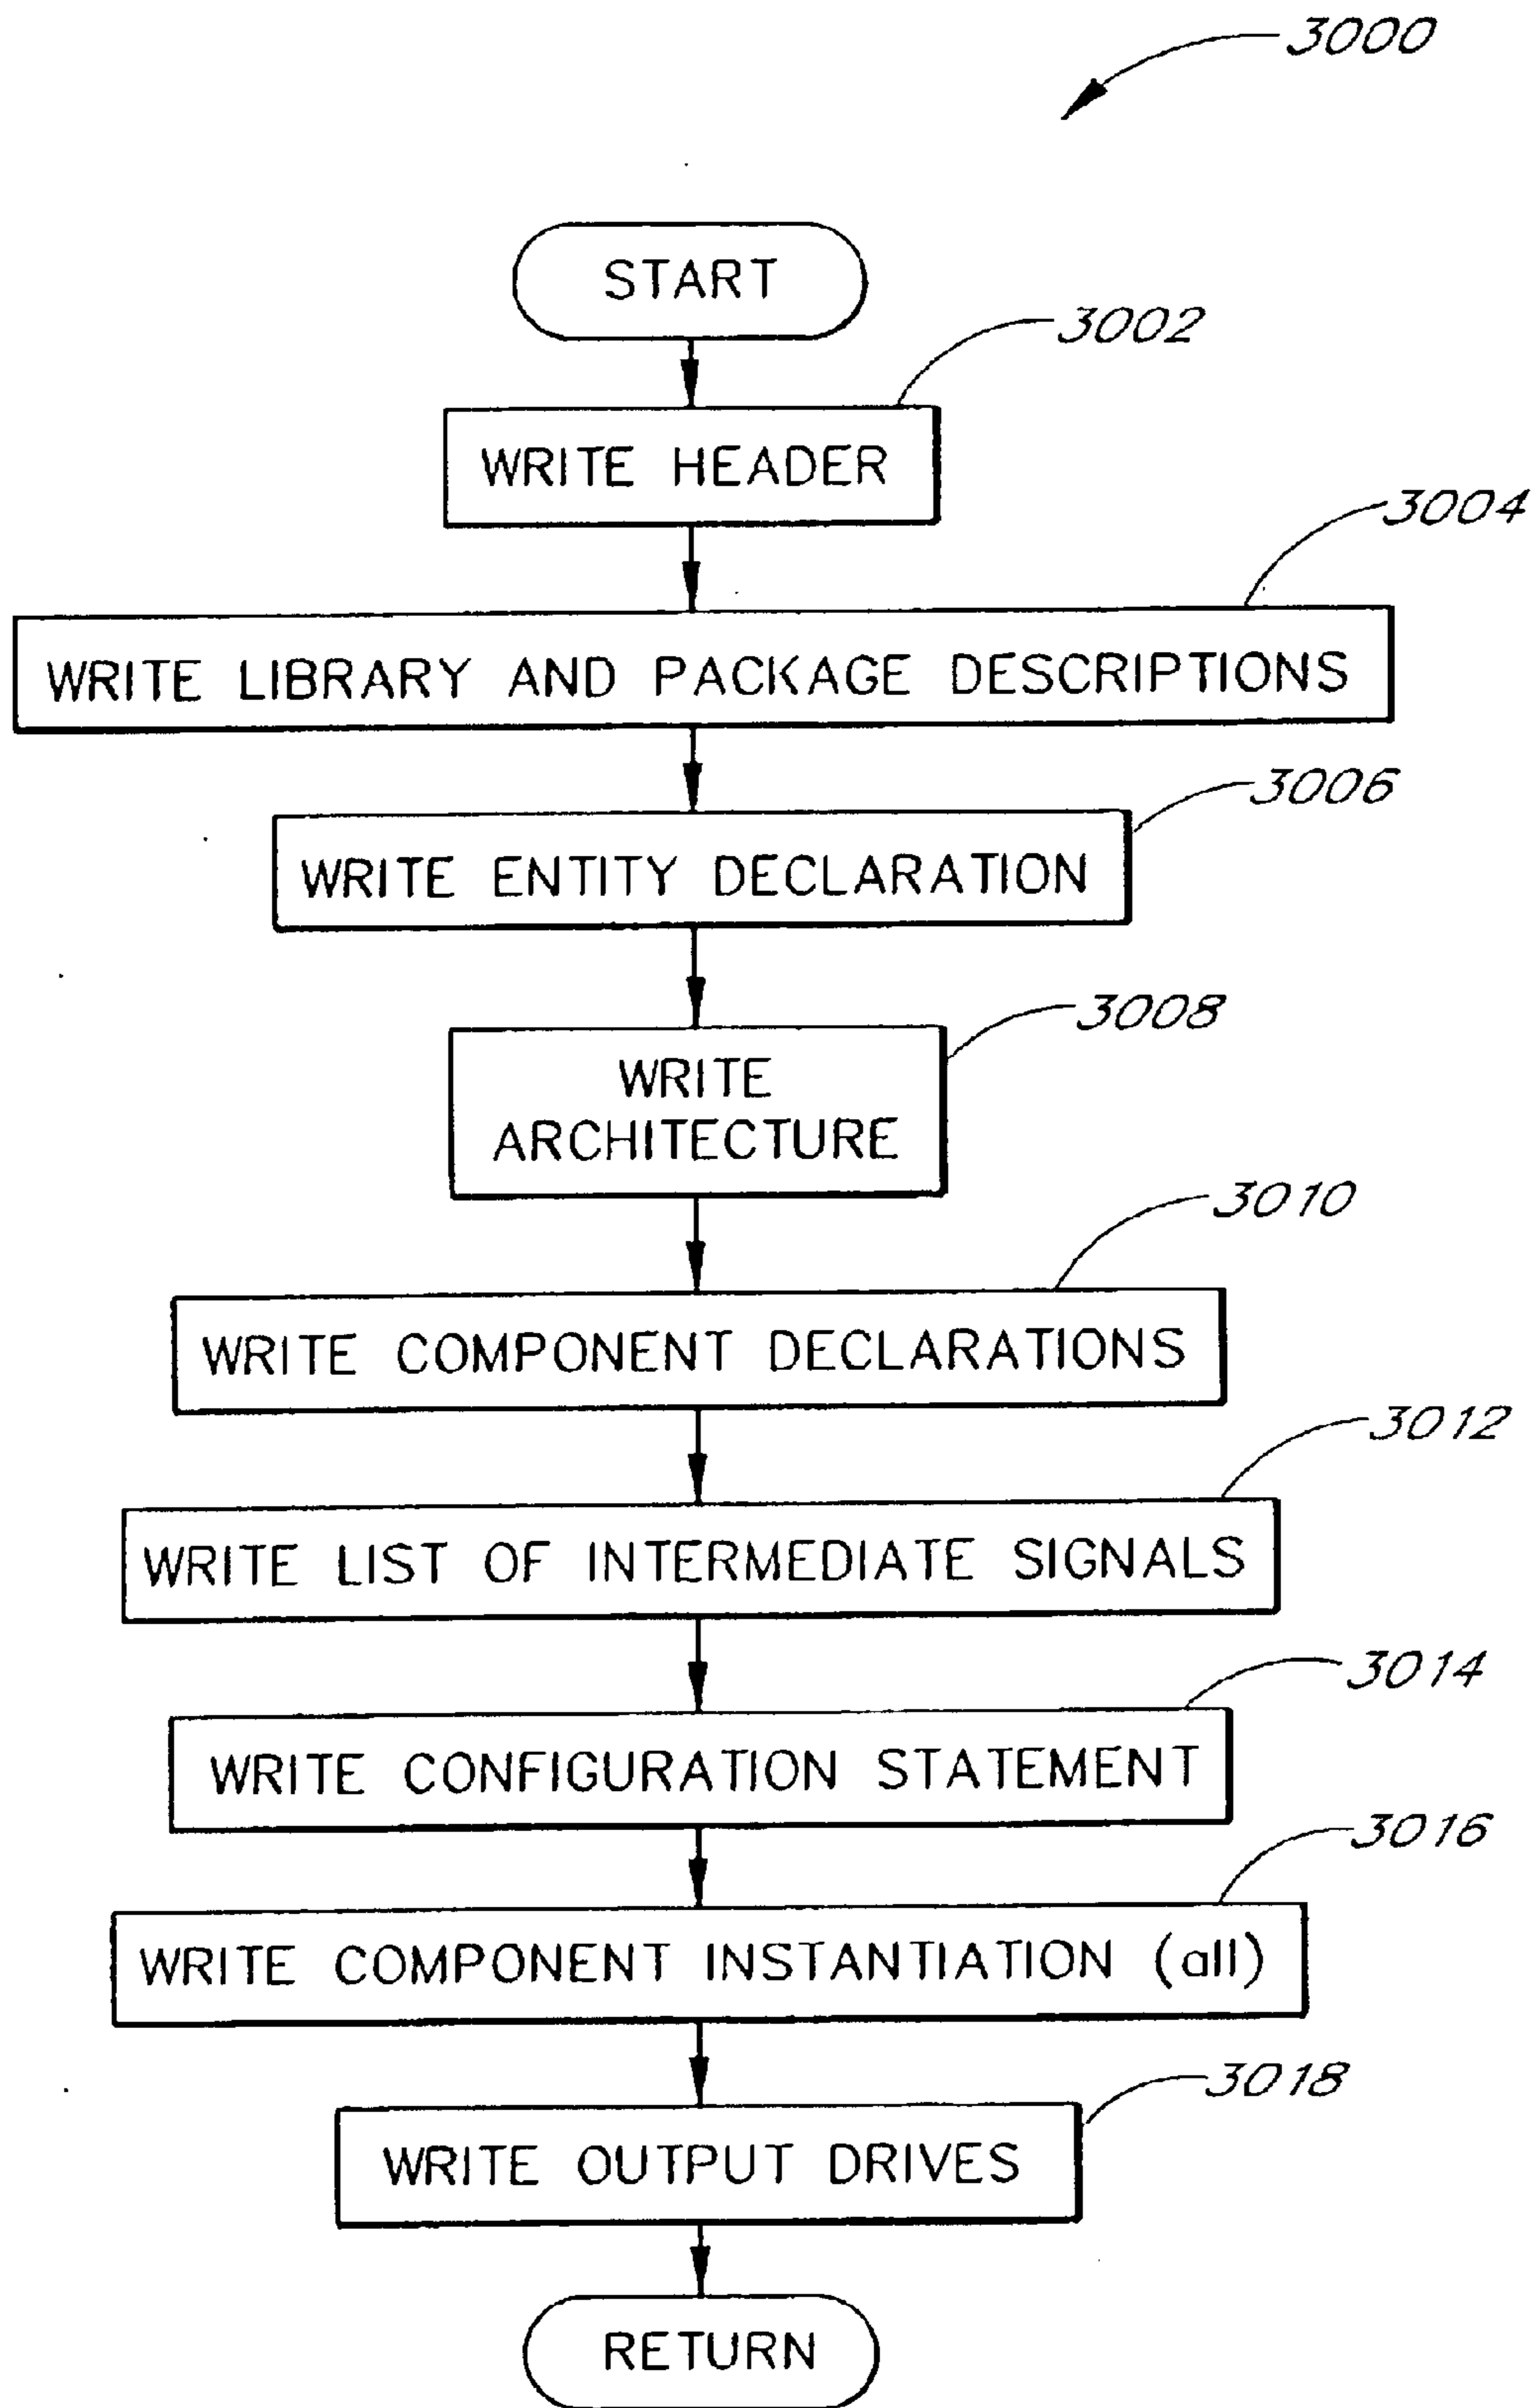 3000
START
3002
WRITE HEADER
3004
WRITE LIBRARY AND PACKAGE DESCRIPTIONS
3006
WRITE ENTITY DECLARATION
3008
WRITE
ARCHITECTURE
3010
WRITE COMPONENT DECLARATIONS
3012
WRITE LIST OF INTERMEDIATE SIGNALS
3014
WRITE CONFIGURATION STATEMENT
3016
WRITE COMPONENT INSTANTIATION (all)
3018
WRITE OUTPUT DRIVES
RETURN